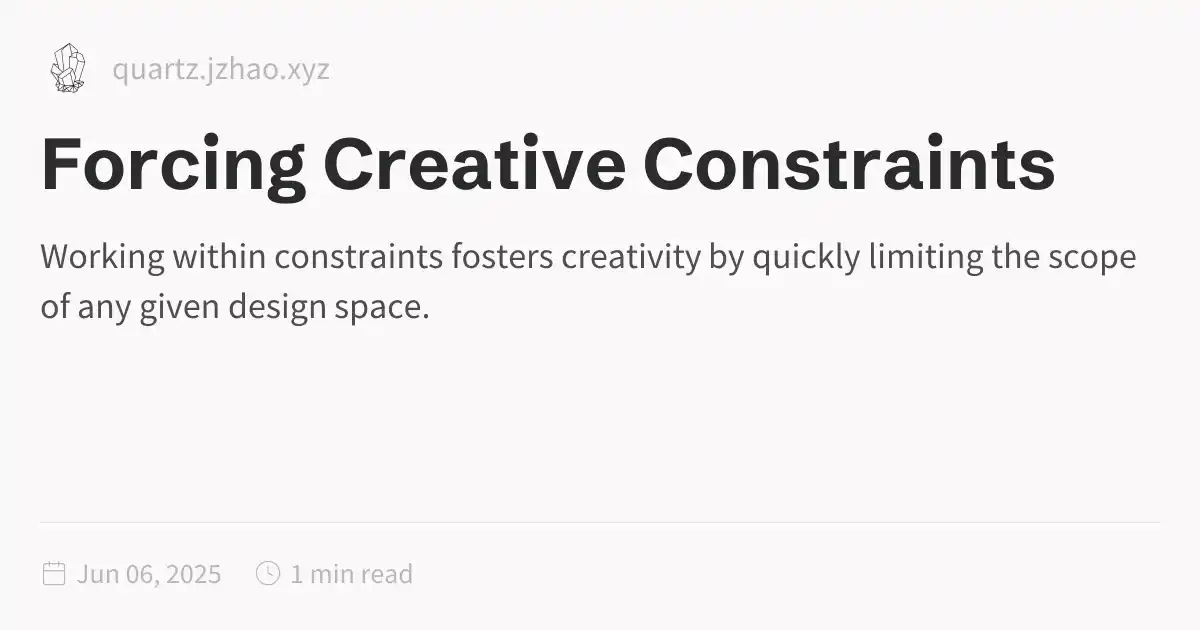 quartz.jzhao.xyz
Forcing Creative Constraints
Working within constraints fosters creativity by quickly limiting the scope
of any given design space.
Jun 06, 2025 1 min read